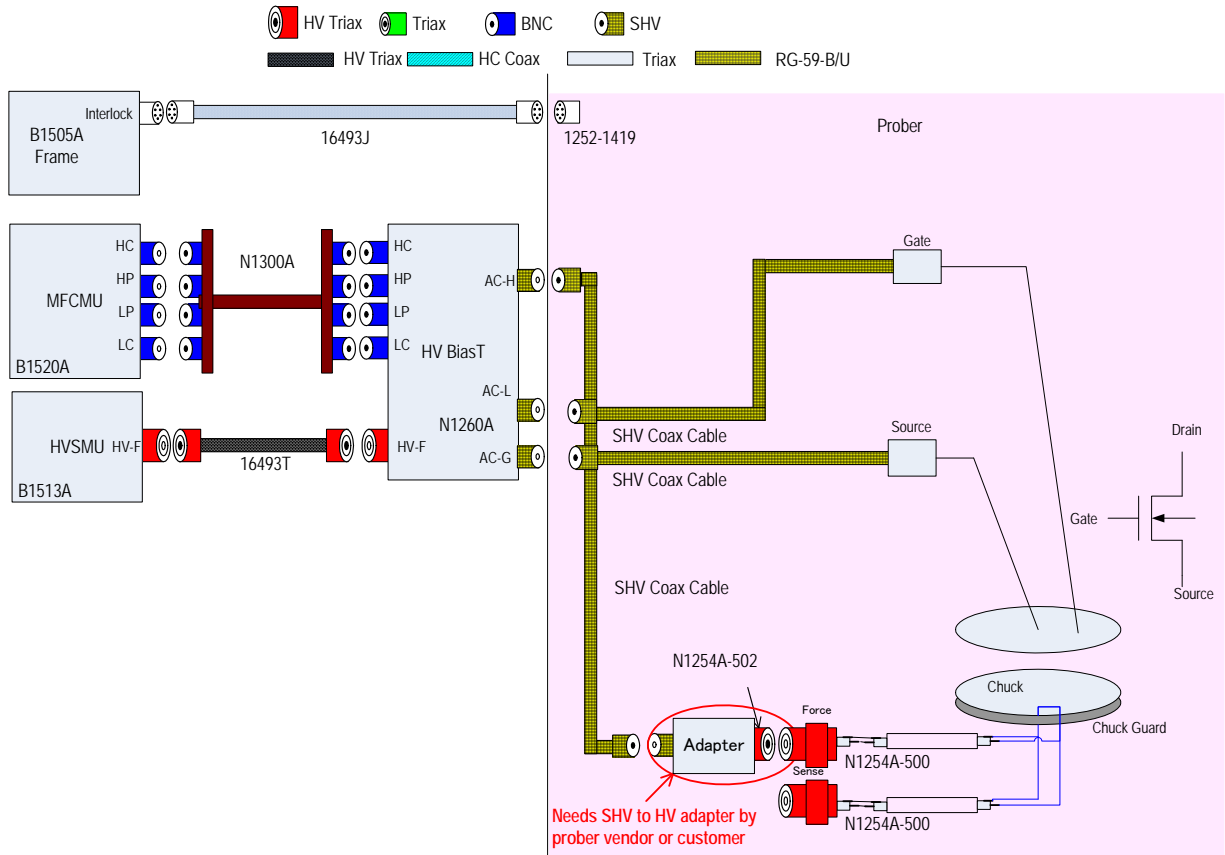 HV Triax
Triax
BNC
SHV
HV Triax
HC Coax
Triax
RG-59-B/U
Interlock
B1505A
Frame
16493J
1252-1419
Prober
HC
HP
MFCMU
LP
LC
B1520A
N1300A
HC
HP
LP
LC
HV BiasT
AC-H
AC-L
N1260A
HV-F
AC-G
HVSMU
HV-F
B1513A
16493T
Gate
SHV Coax Cable
Source
SHV Coax Cable
SHV Coax Cable
Drain
Gate
Source
N1254A-502
Chuck
Chuck Guard
Adapter
Force
N1254A-500
Sense
N1254A-500
Needs SHV to HV adapter by
prober vendor or customer